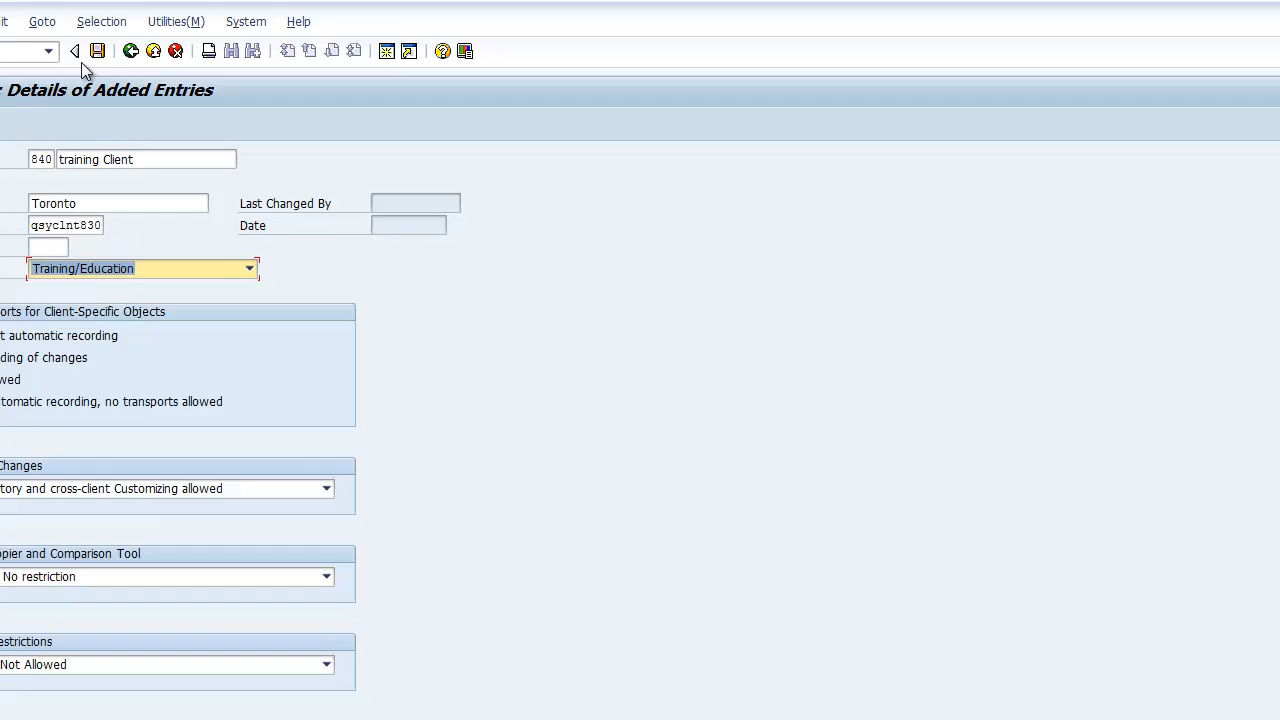 it Goto Selection Utilities(M) System Help
: Details of Added Entries
840 training Client
Toronto Last Changed By
qsyclnt830 Date
Training/Education
orts for Client-Specific Objects
t automatic recording
ding of changes
wed
tomatic recording, no transports allowed
Changes
tory and cross-client Customizing allowed
opier and Comparison Tool
No restriction
estrictions
Not Allowed